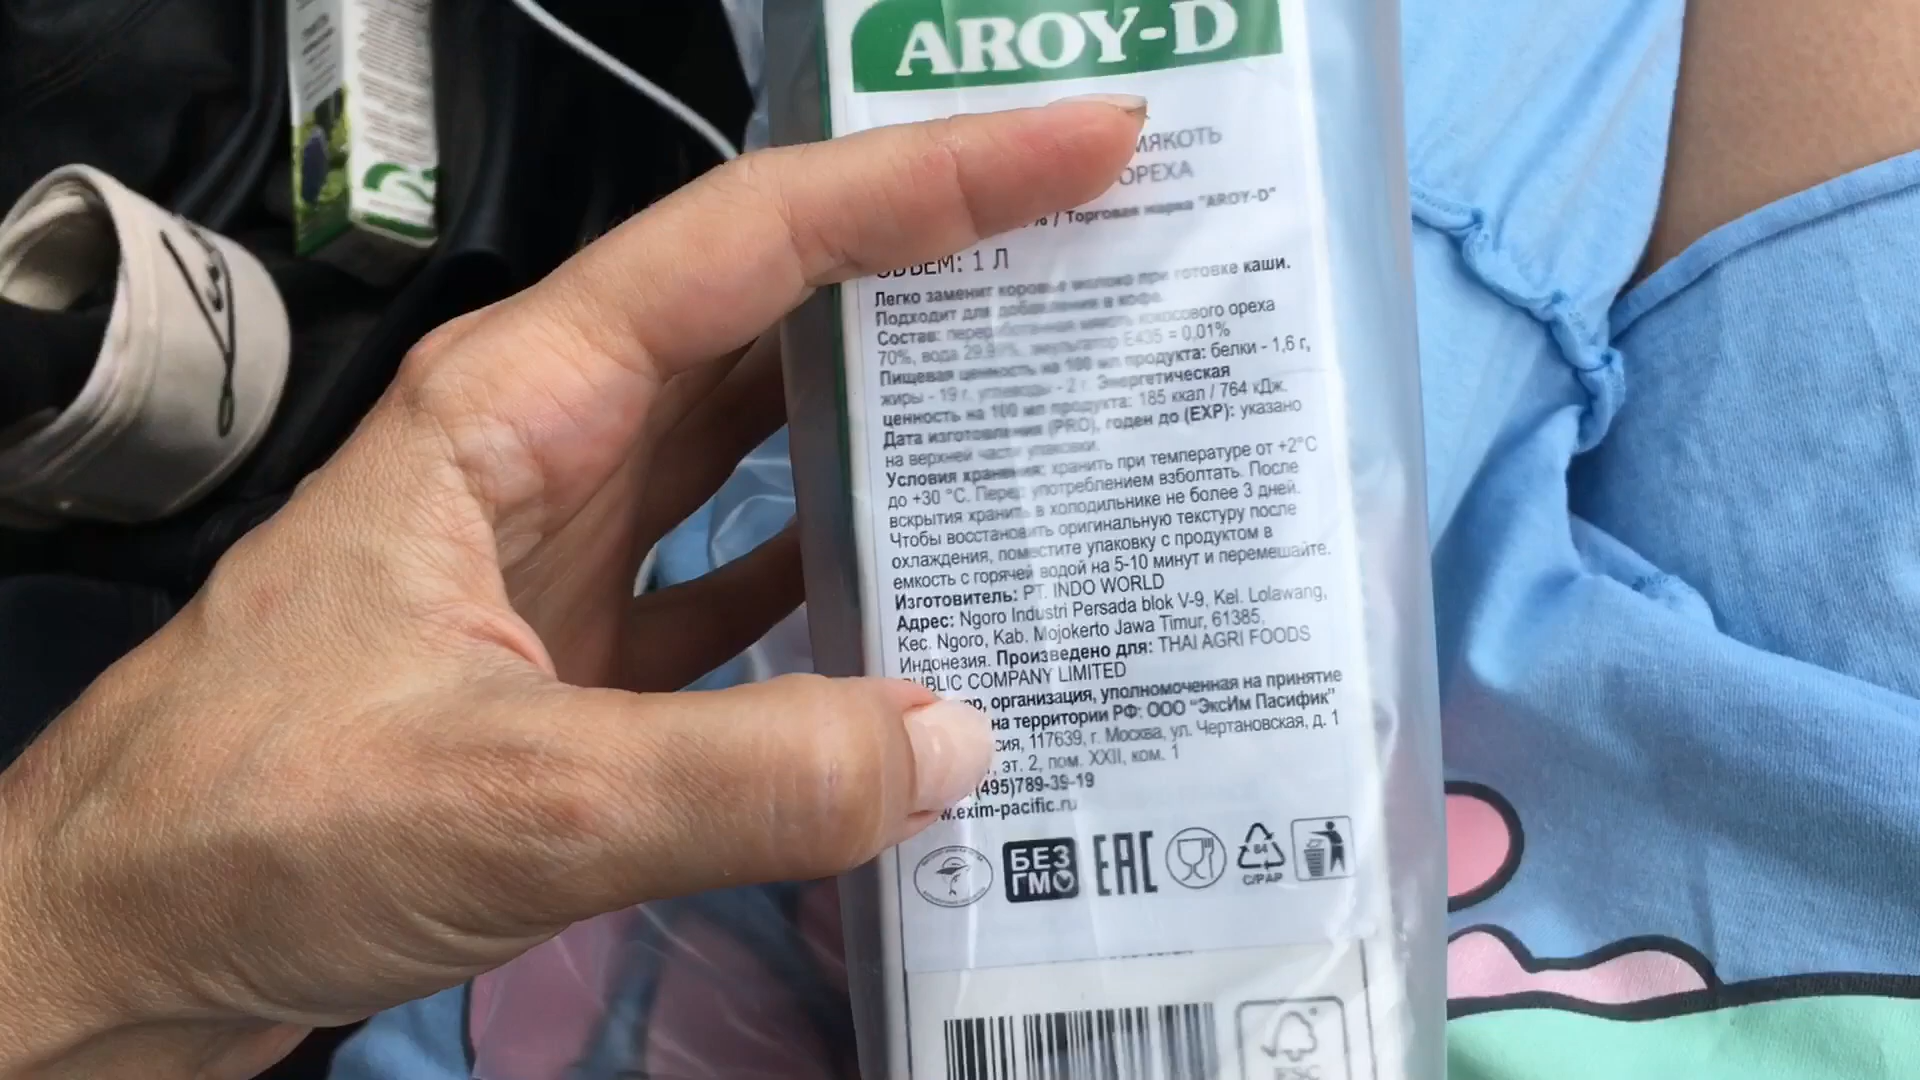 AROY-D
МЯКОТЬ
ОРЕХА
% / Торговая марка "AROY-D"
ОБЪЕМ: 1 Л
Легко заменит коровье молоко при готовке каши.
Подходит для добавления в кофе.
Состав: переработанная мякоть кокосового ореха
70%, вода 29,99%, эмульгатор Е435 = 0,01%
Пищевая ценность на 100 мл продукта: белки - 1,6 г,
жиры - 19 г, углеводы - 2 г. Энергетическая
ценность на 100 мл продукта: 185 ккал / 764 кДж.
Дата изготовления (PRO), годен до (EXP): указано
на верхней части упаковки.
Условия хранения: хранить при температуре от +2°C
до +30 °C. Перед употреблением взболтать. После
вскрытия хранить в холодильнике не более 3 дней.
Чтобы восстановить оригинальную текстуру после
охлаждения, поместите упаковку с продуктом в
емкость с горячей водой на 5-10 минут и перемешайте.
Изготовитель: PT. INDO WORLD
Адрес: Ngoro Industri Persada blok V-9, Kel. Lolawang,
Kec. Ngoro, Kab. Mojokerto Jawa Timur, 61385,
Индонезия. Произведено для: THAI AGRI FOODS
PUBLIC COMPANY LIMITED
ор, организация, уполномоченная на принятие
на территории РФ: ООО "ЭксИм Пасифик"
сия, 117639, г. Москва, ул. Чертановская, д. 1
, эт. 2, пом. XXII, ком. 1
(495)789-39-19
w.exim-pacific.ru
БЕЗ
ГМО
EAC
84
C/PAP
FSC